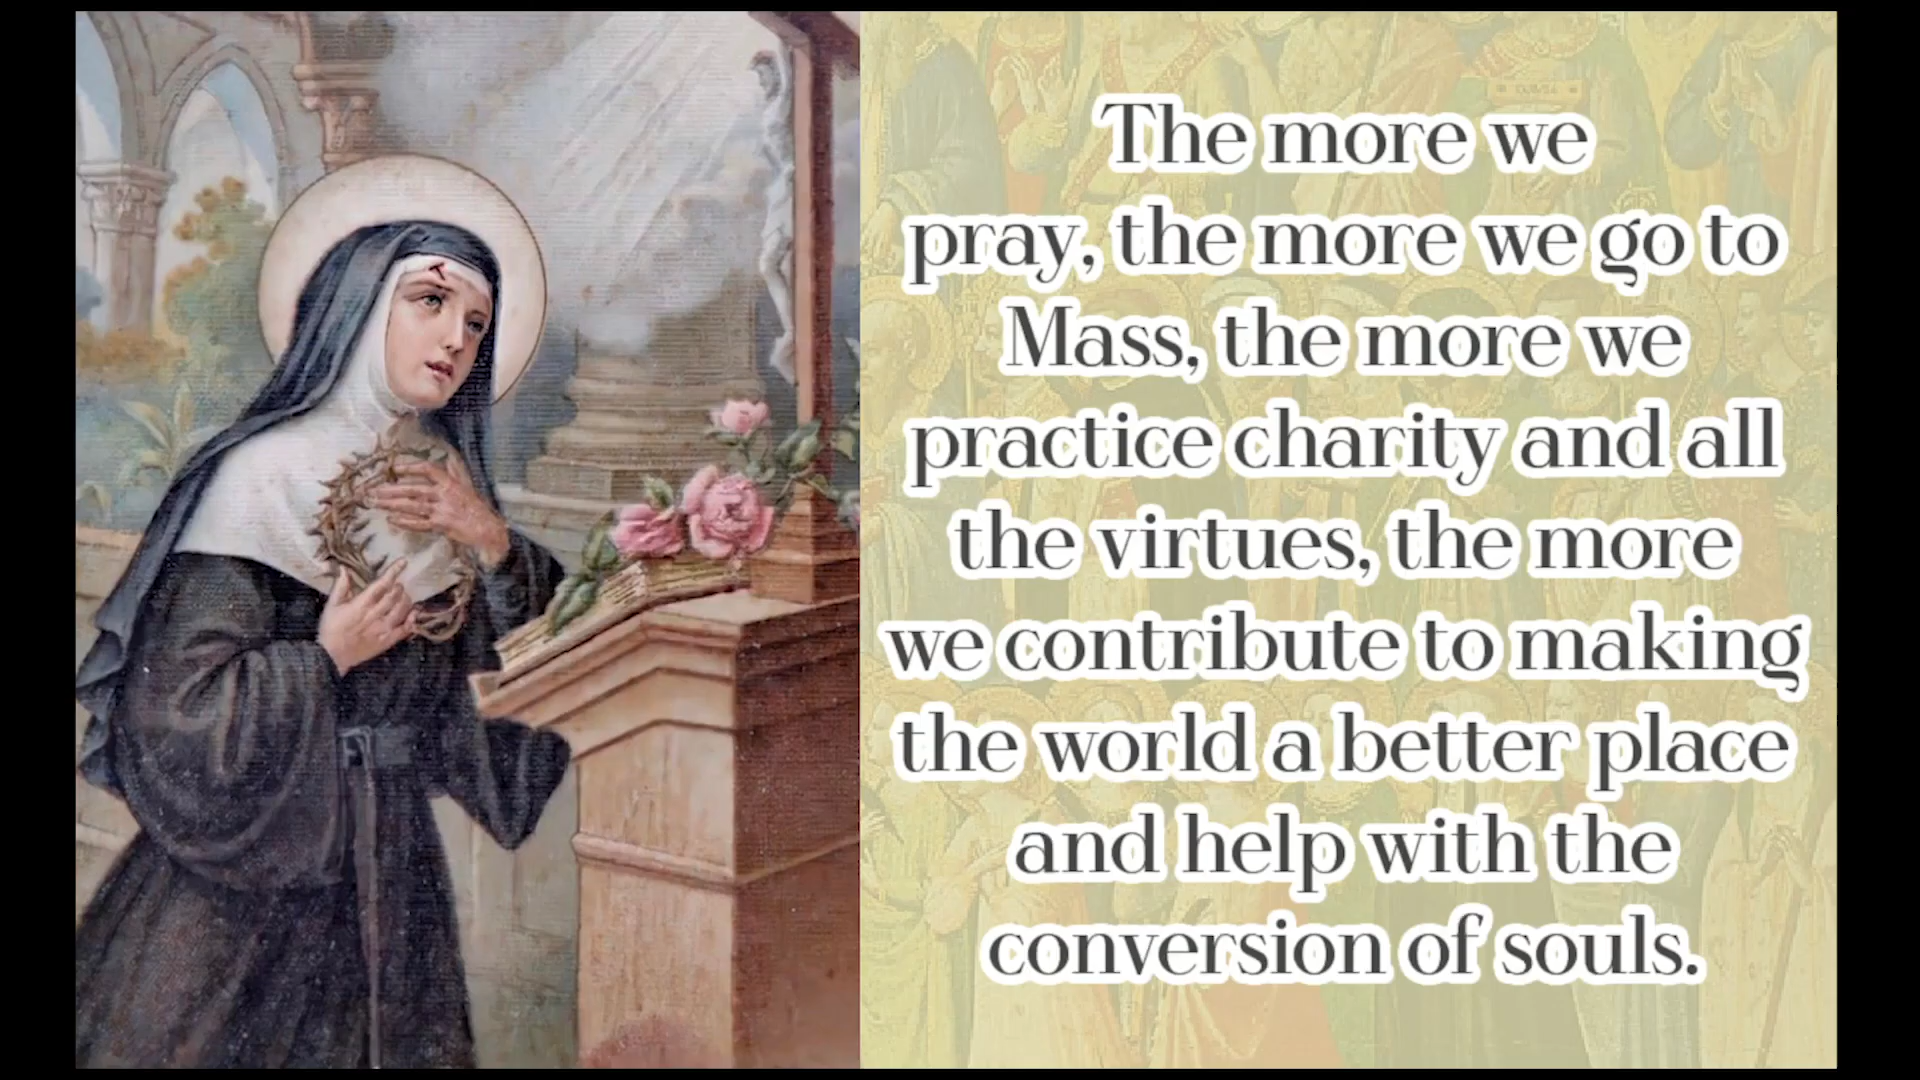 The more we
pray, the more we go to
Mass, the more we
practice charity and all
the virtues, the more
we contribute to making
the world a better place
and help with the
conversion of souls.